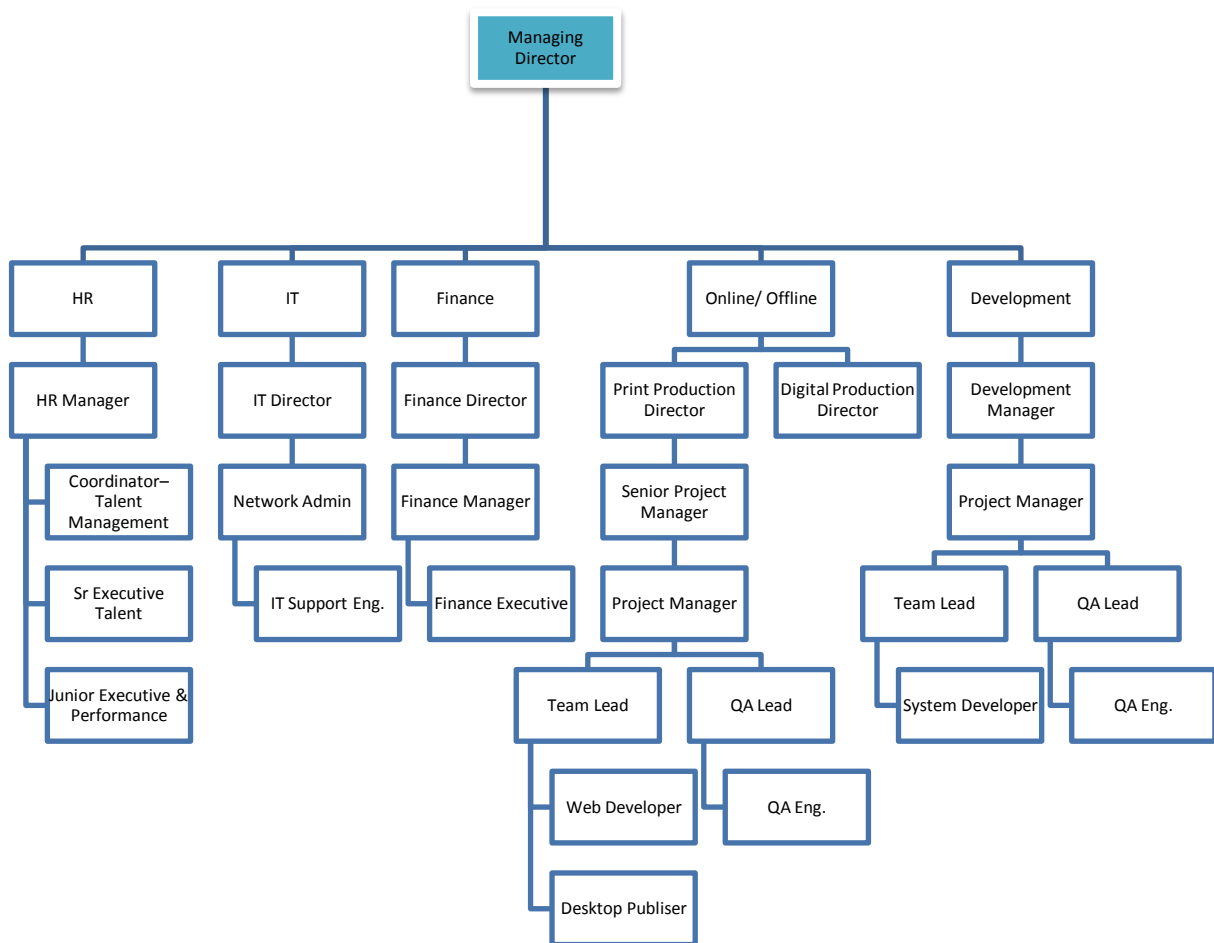 Managing
Director
HR
IT
Finance
Online/ Offline
Development
HR Manager
IT Director
Finance Director
Print Production
Director
Digital Production
Director
Development
Manager
Coordinator–
Talent
Management
Network Admin
Finance Manager
Senior Project
Manager
Project Manager
Sr Executive
Talent
IT Support Eng.
Finance Executive
Project Manager
Team Lead
QA Lead
Junior Executive &
Performance
Team Lead
QA Lead
System Developer
QA Eng.
Web Developer
QA Eng.
Desktop Publiser